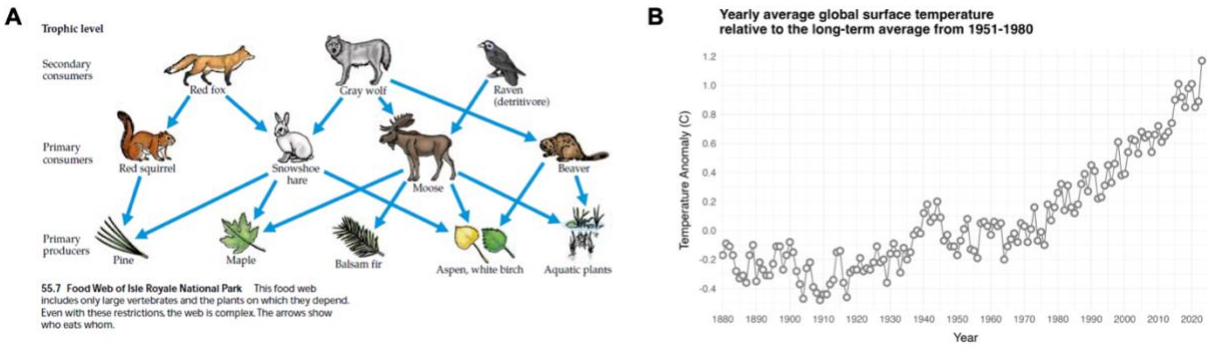 A
Trophic level
Secondary
consumers
Red fox
Gray wolf
Raven
(detritivore)
Primary
consumers
Red squirrel
Snowshoe
hare
Moose
Beaver
Primary
producers
Pine
Maple
Balsam fir
Aspen, white birch
Aquatic plants
55.7 Food Web of Isle Royale National Park This food web
includes only large vertebrates and the plants on which they depend.
Even with these restrictions, the web is complex. The arrows show
who eats whom.
B
Yearly average global surface temperature
relative to the long-term average from 1951-1980
Temperature Anomaly (C)
1.2
1.0
0.8
0.6
0.4
0.2
0.0
-0.2
-0.4
1880 1890 1900 1910 1920 1930 1940 1950 1960 1970 1980 1990 2000 2010 2020
Year